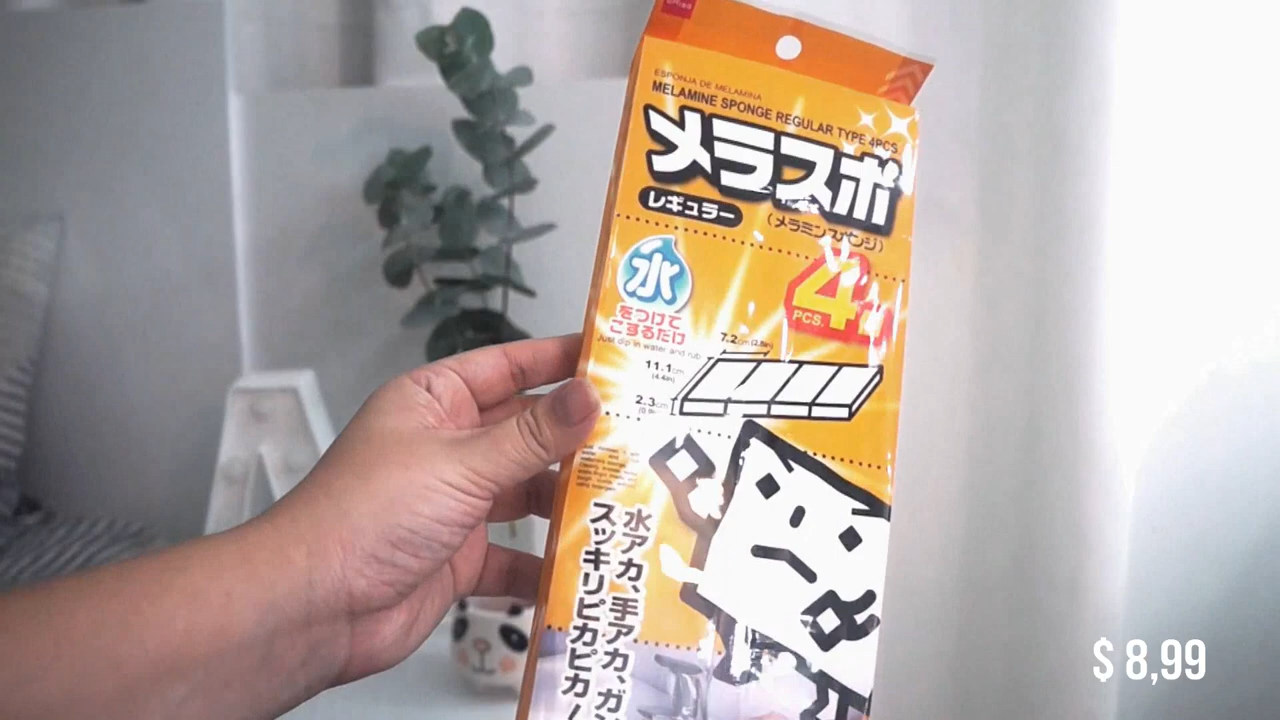 ESPONJA DE MELAMINA
MELAMINE SPONGE REGULAR TYPE 4PCS
メラスポ
レギュラー
（メラミンスポンジ）
水
をつけて
こするだけ
Just dip in water and rub
4
PCS.
7.2cm
11.1cm
(4.4in)
2.3cm
水アカ、手アカ、ガ
スッキリピカピカ！
$ 8,99